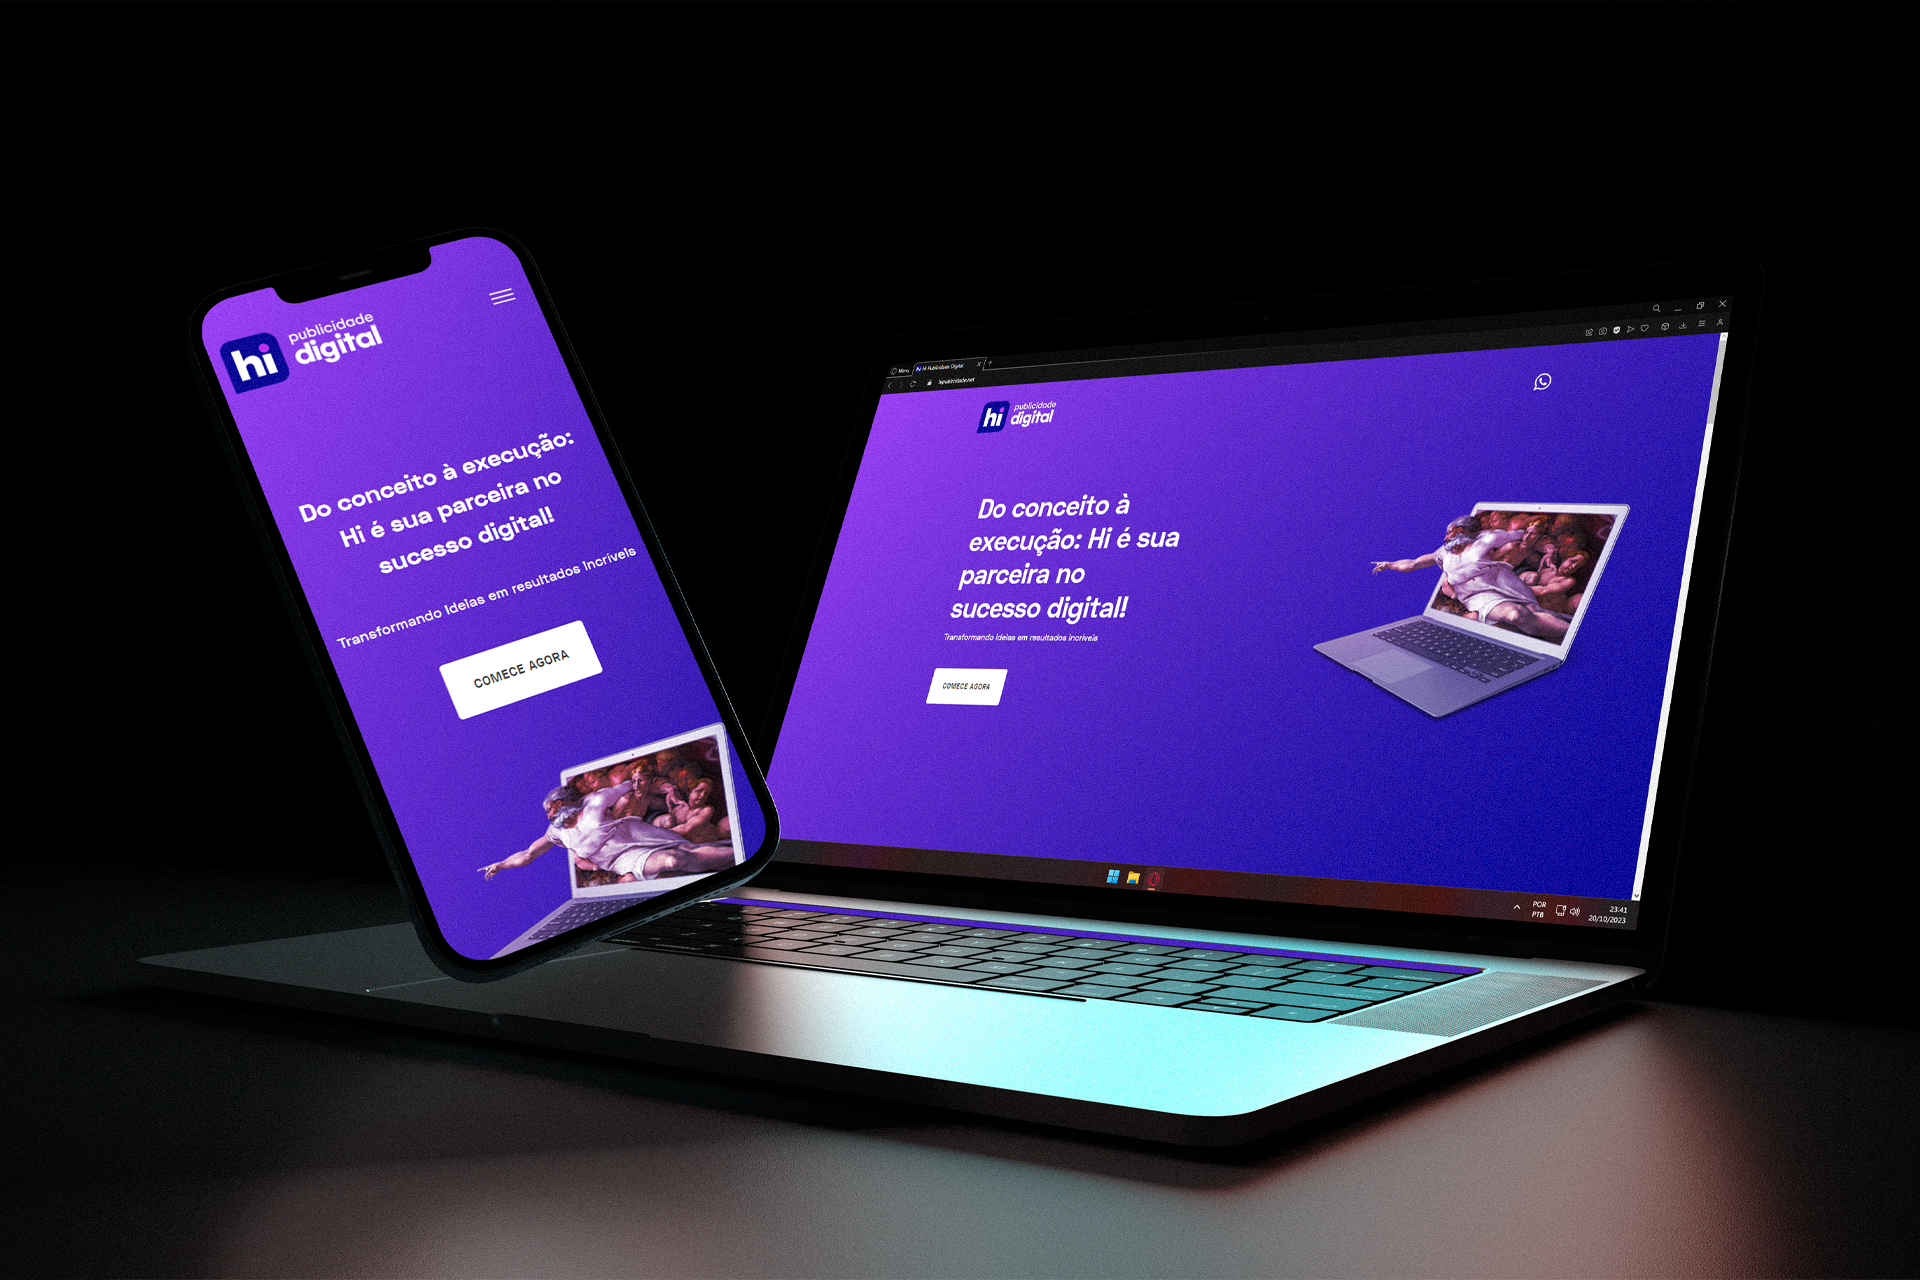 publicidade
hi digital
Do conceito à execução:
Hi é sua parceira no
sucesso digital!
Transformando Ideias em resultados Incríveis
COMECE AGORA
Menu
hi Hi Publicidade Digital
hipublicidade.net
publicidade
hi digital
Do conceito à
execução: Hi é sua
parceira no
sucesso digital!
Transformando Ideias em resultados incríveis
COMECE AGORA
POR
PTB
23:41
20/10/2023